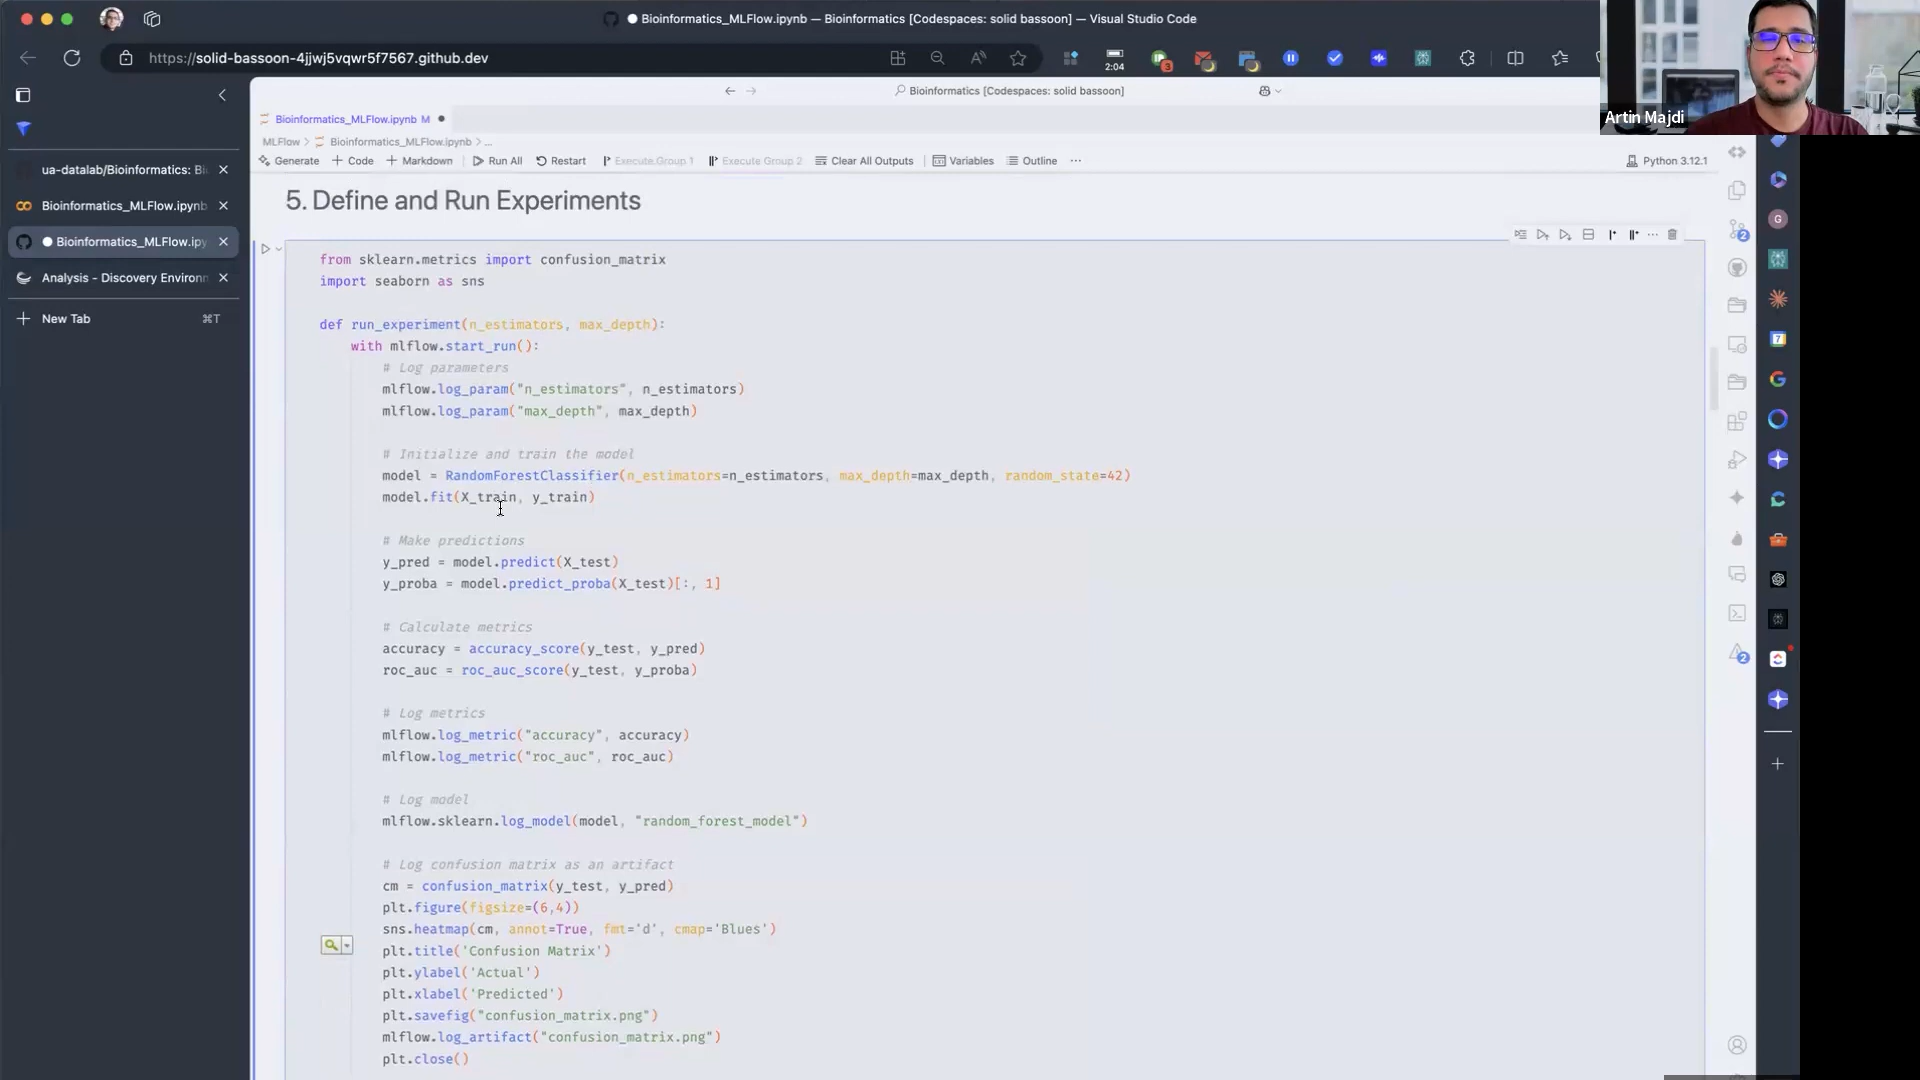 Bioinformatics_MLFlow.ipynb — Bioinformatics [Codespaces: solid bassoon] — Visual Studio Code
https://solid-bassoon-4jjwj5vqwr5f7567.github.dev
2:04
3
Artin Majdi
Bioinformatics [Codespaces: solid bassoon]
Bioinformatics_MLFlow.ipynb M
MLFlow > Bioinformatics_MLFlow.ipynb > ...
Generate + Code + Markdown Run All Restart Execute Group 1 Execute Group 2 Clear All Outputs Variables Outline ...
Python 3.12.1
ua-datalab/Bioinformatics: Bi
Bioinformatics_MLFlow.ipynb
Bioinformatics_MLFlow.ipy
Analysis - Discovery Environ
New Tab ⌘T
5. Define and Run Experiments
from sklearn.metrics import confusion_matrix
import seaborn as sns
def run_experiment(n_estimators, max_depth):
with mlflow.start_run():
# Log parameters
mlflow.log_param("n_estimators", n_estimators)
mlflow.log_param("max_depth", max_depth)
# Initialize and train the model
model = RandomForestClassifier(n_estimators=n_estimators, max_depth=max_depth, random_state=42)
model.fit(X_train, y_train)
# Make predictions
y_pred = model.predict(X_test)
y_proba = model.predict_proba(X_test)[:, 1]
# Calculate metrics
accuracy = accuracy_score(y_test, y_pred)
roc_auc = roc_auc_score(y_test, y_proba)
# Log metrics
mlflow.log_metric("accuracy", accuracy)
mlflow.log_metric("roc_auc", roc_auc)
# Log model
mlflow.sklearn.log_model(model, "random_forest_model")
# Log confusion matrix as an artifact
cm = confusion_matrix(y_test, y_pred)
plt.figure(figsize=(6,4))
sns.heatmap(cm, annot=True, fmt='d', cmap='Blues')
plt.title('Confusion Matrix')
plt.ylabel('Actual')
plt.xlabel('Predicted')
plt.savefig("confusion_matrix.png")
mlflow.log_artifact("confusion_matrix.png")
plt.close()
2
2
G